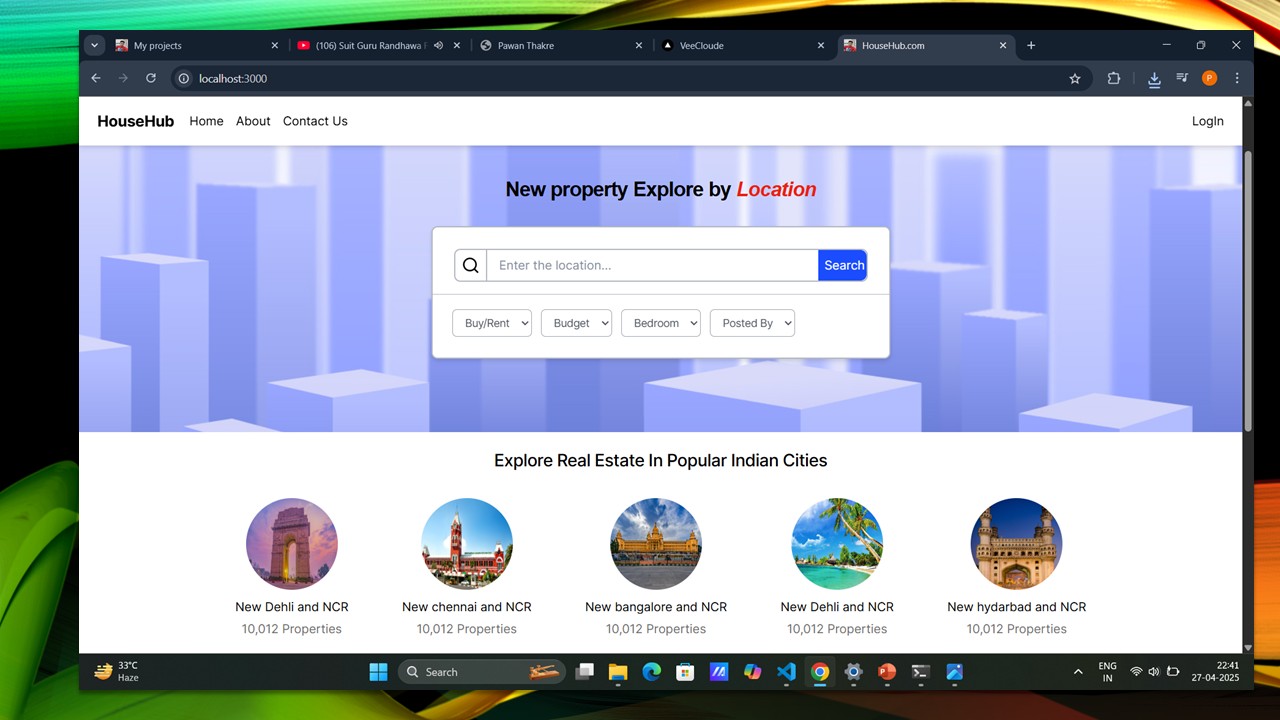 My projects
(106) Suit Guru Randhawa
Pawan Thakre
VeeCloude
HouseHub.com
localhost:3000
P
HouseHub Home About Contact Us LogIn
New property Explore by Location
Enter the location... Search
Buy/Rent Budget Bedroom Posted By
Explore Real Estate In Popular Indian Cities
New Dehli and NCR New chennai and NCR New bangalore and NCR New Dehli and NCR New hydarbad and NCR
10,012 Properties 10,012 Properties 10,012 Properties 10,012 Properties 10,012 Properties
33°C
Haze
Search
ENG
IN
22:41
27-04-2025